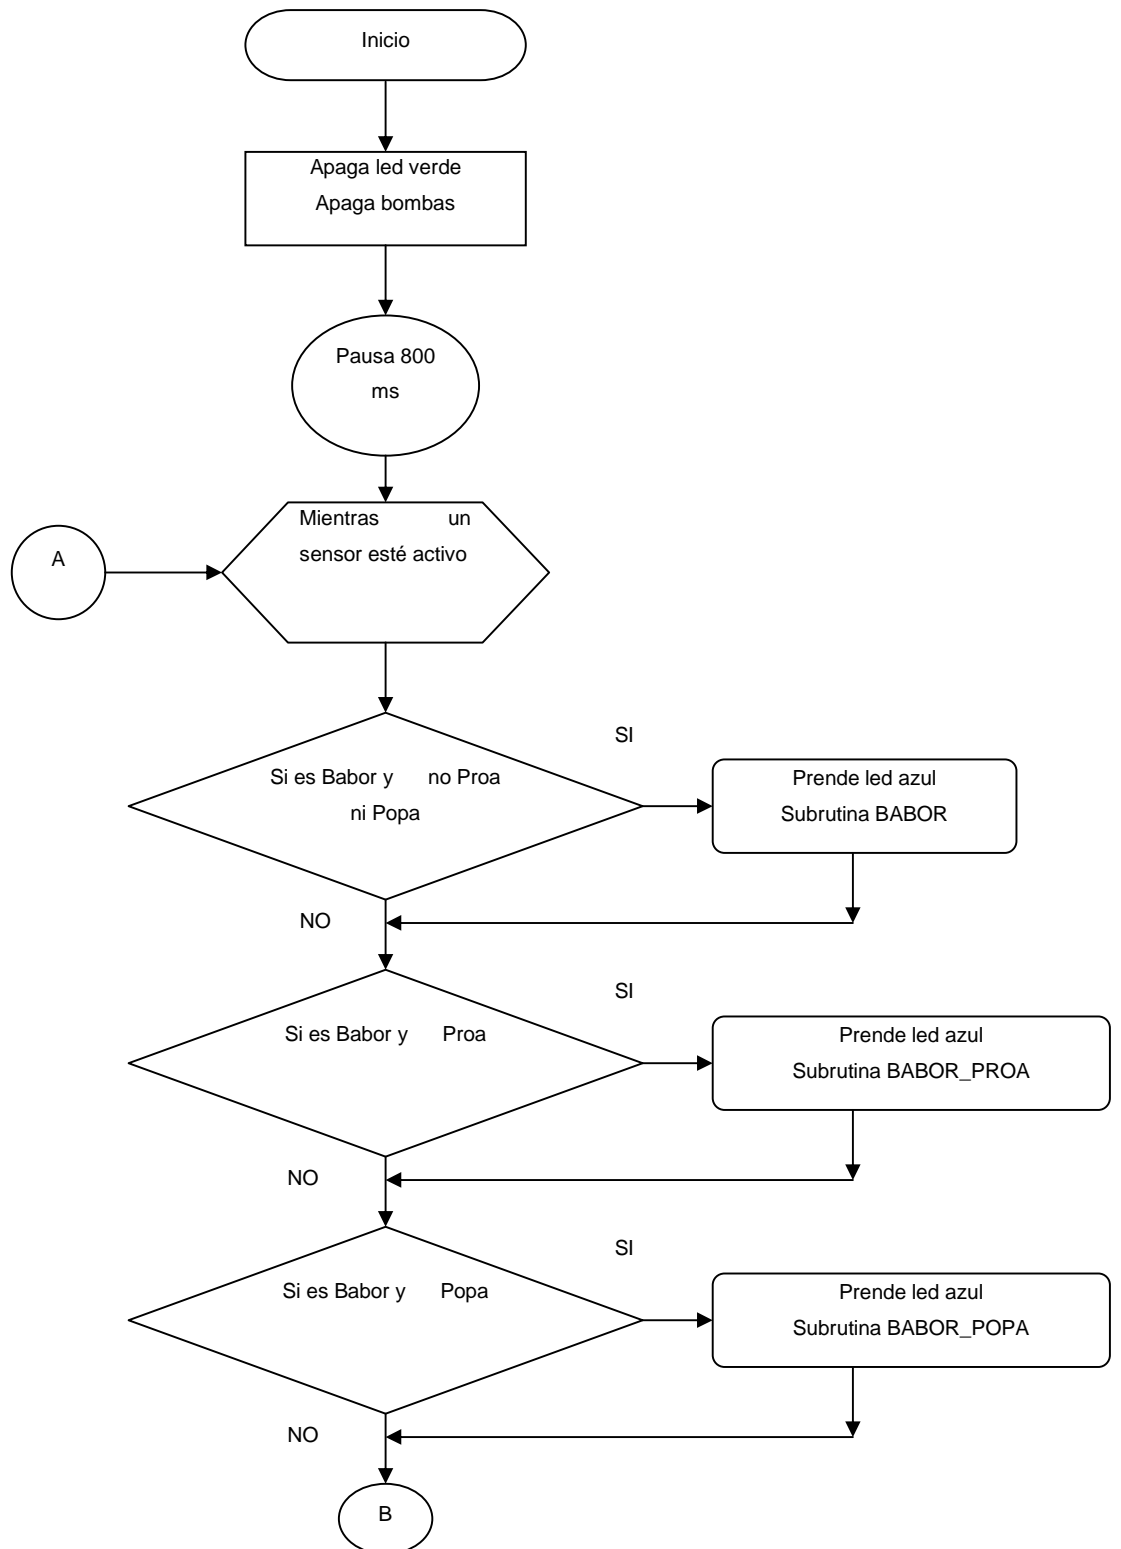 Inicio
Apaga led verde
Apaga bombas
Pausa 800
ms
Mientras un
sensor esté activo
A
SI
Si es Babor y no Proa
ni Popa
Prende led azul
Subrutina BABOR
NO
SI
Si es Babor y Proa
Prende led azul
Subrutina BABOR_PROA
NO
SI
Si es Babor y Popa
Prende led azul
Subrutina BABOR_POPA
NO
B